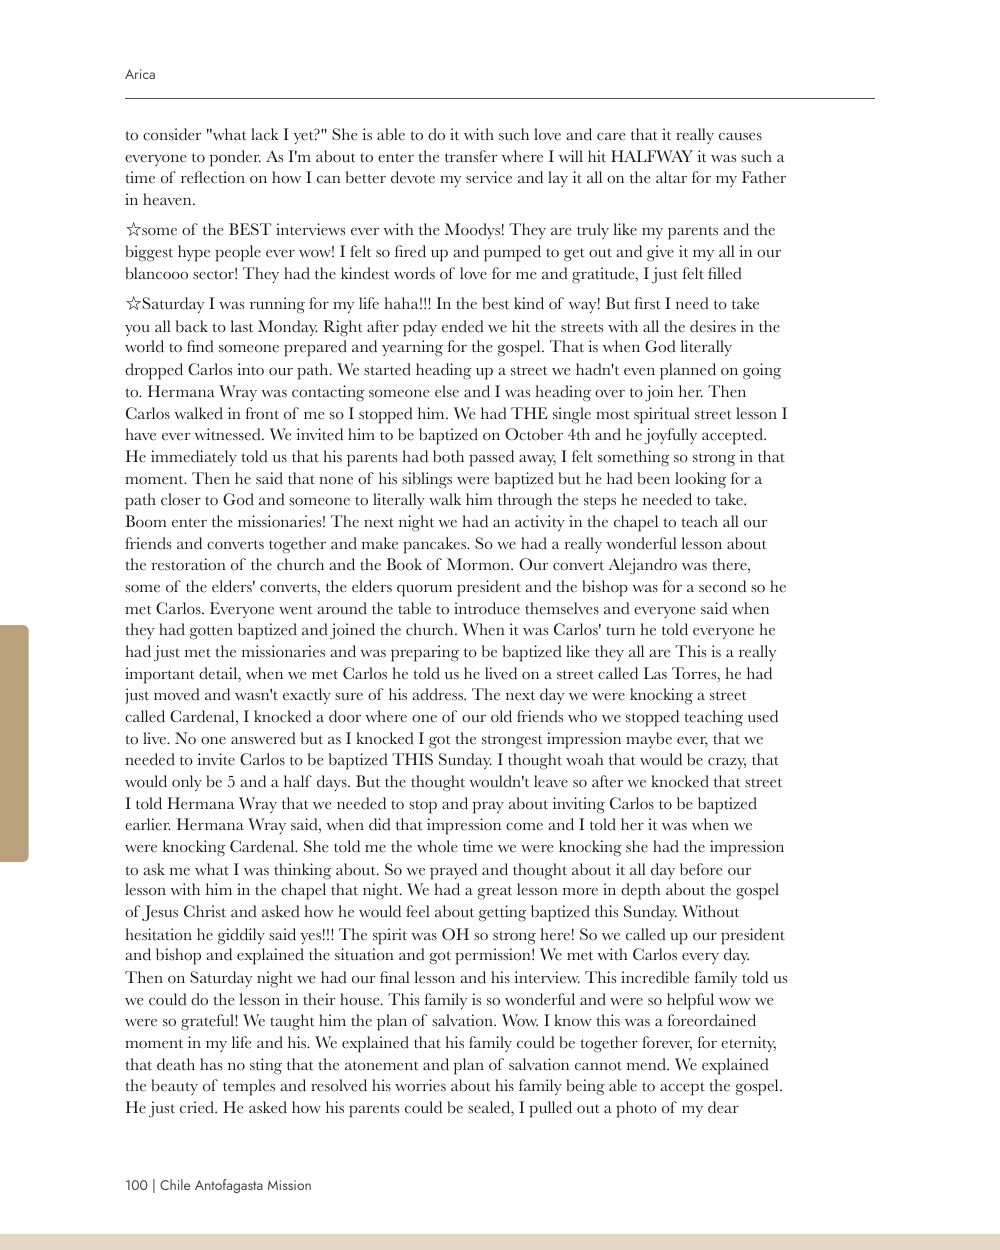 Arica
to consider "what lack I yet?" She is able to do it with such love and care that it really causes
everyone to ponder. As I'm about to enter the transfer where I will hit HALFWAY it was such a
time of reflection on how I can better devote my service and lay it all on the altar for my Father
in heaven.
☆some of the BEST interviews ever with the Moodys! They are truly like my parents and the
biggest hype people ever wow! I felt so fired up and pumped to get out and give it my all in our
blancooo sector! They had the kindest words of love for me and gratitude, I just felt filled
☆Saturday I was running for my life haha!!! In the best kind of way! But first I need to take
you all back to last Monday. Right after pday ended we hit the streets with all the desires in the
world to find someone prepared and yearning for the gospel. That is when God literally
dropped Carlos into our path. We started heading up a street we hadn't even planned on going
to. Hermana Wray was contacting someone else and I was heading over to join her. Then
Carlos walked in front of me so I stopped him. We had THE single most spiritual street lesson I
have ever witnessed. We invited him to be baptized on October 4th and he joyfully accepted.
He immediately told us that his parents had both passed away, I felt something so strong in that
moment. Then he said that none of his siblings were baptized but he had been looking for a
path closer to God and someone to literally walk him through the steps he needed to take.
Boom enter the missionaries! The next night we had an activity in the chapel to teach all our
friends and converts together and make pancakes. So we had a really wonderful lesson about
the restoration of the church and the Book of Mormon. Our convert Alejandro was there,
some of the elders' converts, the elders quorum president and the bishop was for a second so he
met Carlos. Everyone went around the table to introduce themselves and everyone said when
they had gotten baptized and joined the church. When it was Carlos' turn he told everyone he
had just met the missionaries and was preparing to be baptized like they all are This is a really
important detail, when we met Carlos he told us he lived on a street called Las Torres, he had
just moved and wasn't exactly sure of his address. The next day we were knocking a street
called Cardenal, I knocked a door where one of our old friends who we stopped teaching used
to live. No one answered but as I knocked I got the strongest impression maybe ever, that we
needed to invite Carlos to be baptized THIS Sunday. I thought woah that would be crazy, that
would only be 5 and a half days. But the thought wouldn't leave so after we knocked that street
I told Hermana Wray that we needed to stop and pray about inviting Carlos to be baptized
earlier. Hermana Wray said, when did that impression come and I told her it was when we
were knocking Cardenal. She told me the whole time we were knocking she had the impression
to ask me what I was thinking about. So we prayed and thought about it all day before our
lesson with him in the chapel that night. We had a great lesson more in depth about the gospel
of Jesus Christ and asked how he would feel about getting baptized this Sunday. Without
hesitation he giddily said yes!!! The spirit was OH so strong here! So we called up our president
and bishop and explained the situation and got permission! We met with Carlos every day.
Then on Saturday night we had our final lesson and his interview. This incredible family told us
we could do the lesson in their house. This family is so wonderful and were so helpful wow we
were so grateful! We taught him the plan of salvation. Wow. I know this was a foreordained
moment in my life and his. We explained that his family could be together forever, for eternity,
that death has no sting that the atonement and plan of salvation cannot mend. We explained
the beauty of temples and resolved his worries about his family being able to accept the gospel.
He just cried. He asked how his parents could be sealed, I pulled out a photo of my dear
100 | Chile Antofagasta Mission